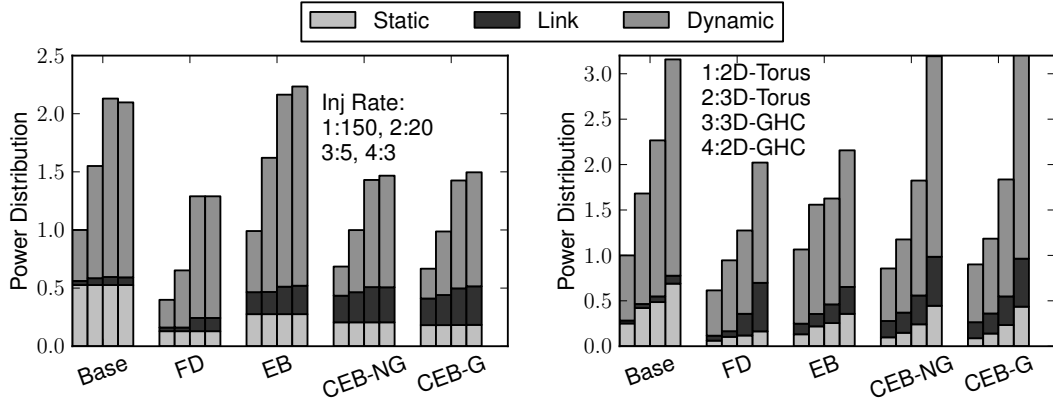 Static Link Dynamic
2.5
2.0
1.5
1.0
0.5
0.0
Power Distribution
Inj Rate:
1:150, 2:20
3:5, 4:3
Base FD EB CEB-NG CEB-G
3.0
2.5
2.0
1.5
1.0
0.5
0.0
Power Distribution
1:2D-Torus
2:3D-Torus
3:3D-GHC
4:2D-GHC
Base FD EB CEB-NG CEB-G